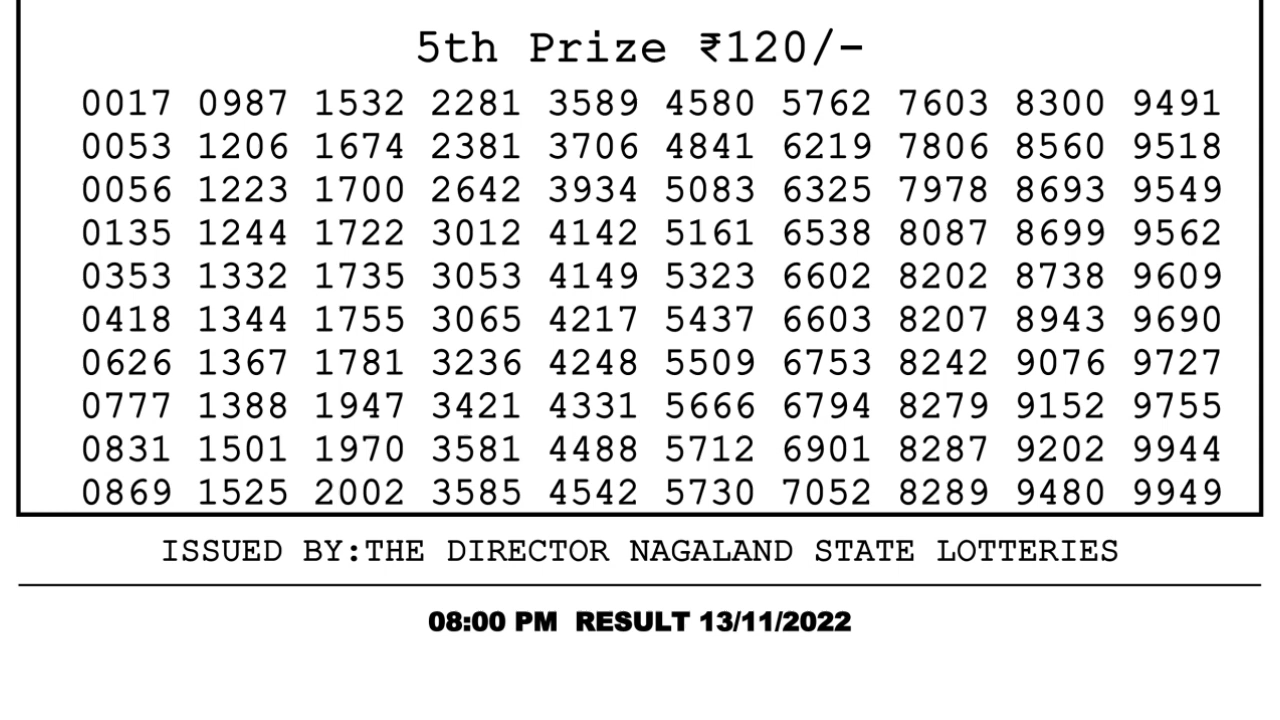 5th Prize ₹120/-
0017 0987 1532 2281 3589 4580 5762 7603 8300 9491
0053 1206 1674 2381 3706 4841 6219 7806 8560 9518
0056 1223 1700 2642 3934 5083 6325 7978 8693 9549
0135 1244 1722 3012 4142 5161 6538 8087 8699 9562
0353 1332 1735 3053 4149 5323 6602 8202 8738 9609
0418 1344 1755 3065 4217 5437 6603 8207 8943 9690
0626 1367 1781 3236 4248 5509 6753 8242 9076 9727
0777 1388 1947 3421 4331 5666 6794 8279 9152 9755
0831 1501 1970 3581 4488 5712 6901 8287 9202 9944
0869 1525 2002 3585 4542 5730 7052 8289 9480 9949
ISSUED BY:THE DIRECTOR NAGALAND STATE LOTTERIES
08:00 PM RESULT 13/11/2022